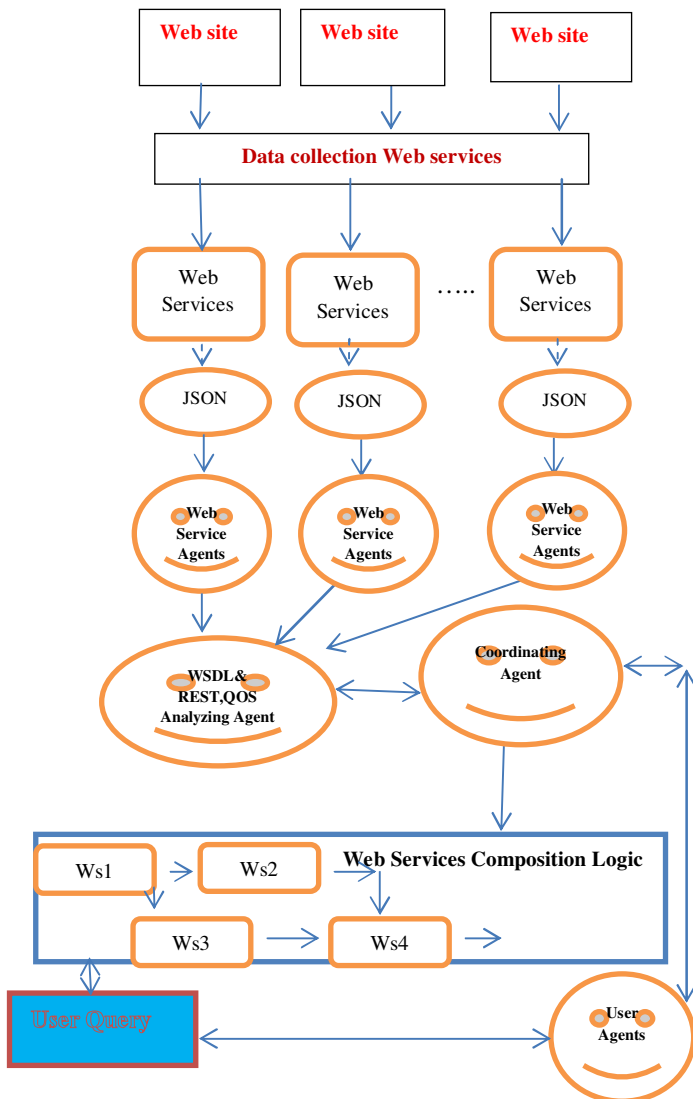 Web site
Web site
Web site
Data collection Web services
Web
Services
Web
Services
…..
Web
Services
JSON
JSON
JSON
Web
Service
Agents
Web
Service
Agents
Web
Service
Agents
WSDL&
REST,QOS
Analyzing Agent
Coordinating
Agent
Web Services Composition Logic
Ws1
Ws2
Ws3
Ws4
User Query
User
Agents